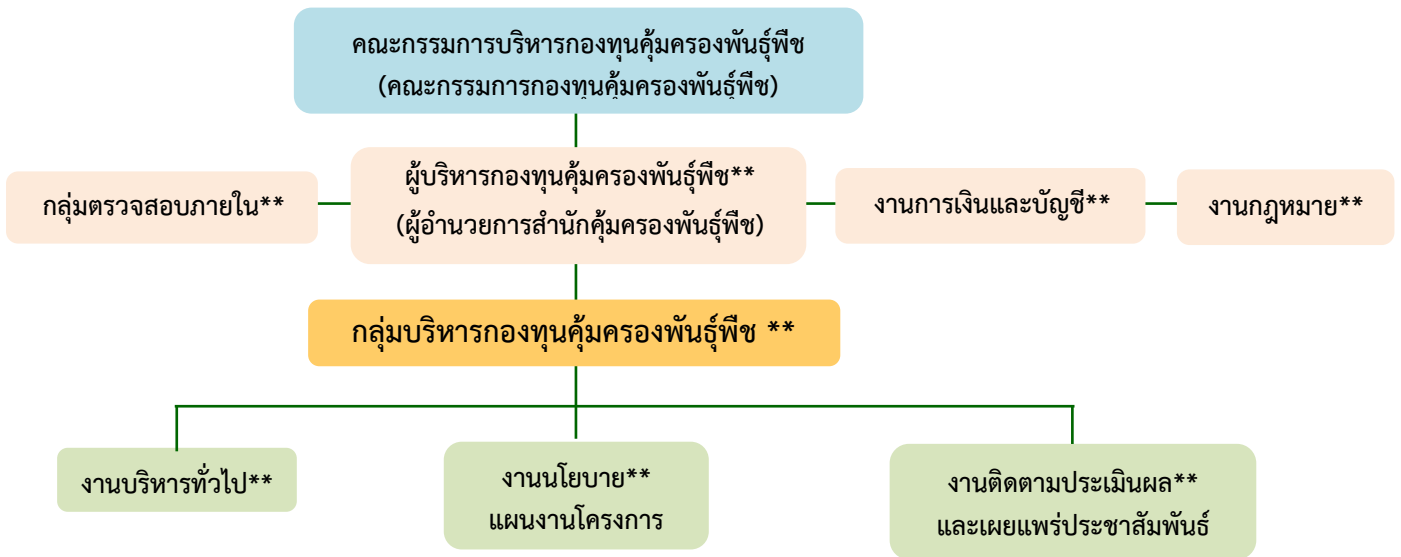 คณะกรรมการบริหารกองทุนคุ้มครองพันธุ์พืช
(คณะกรรมการกองทุนคุ้มครองพันธุ์พืช)
กลุ่มตรวจสอบภายใน**
ผู้บริหารกองทุนคุ้มครองพันธุ์พืช**
(ผู้อำนวยการสำนักคุ้มครองพันธุ์พืช)
งานการเงินและบัญชี**
งานกฎหมาย**
กลุ่มบริหารกองทุนคุ้มครองพันธุ์พืช **
งานบริหารทั่วไป**
งานนโยบาย**
แผนงานโครงการ
งานติดตามประเมินผล**
และเผยแพร่ประชาสัมพันธ์